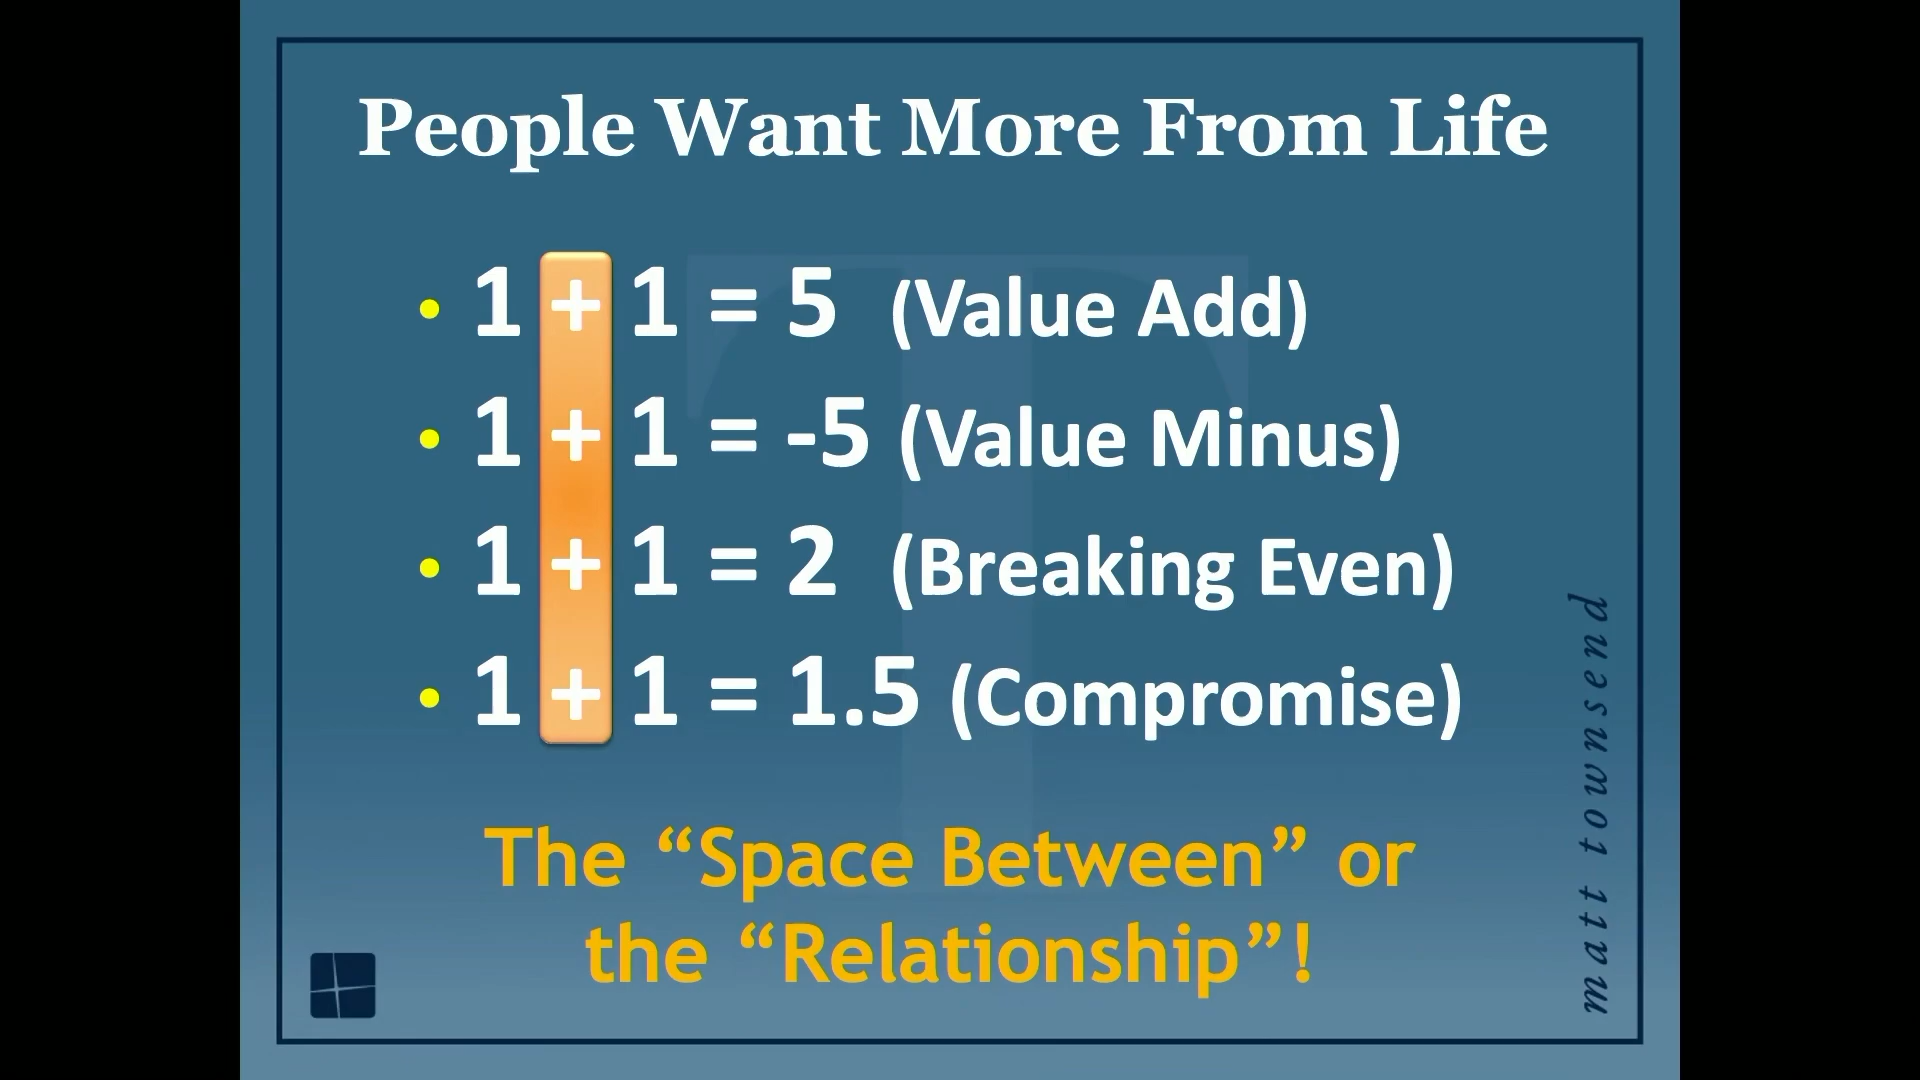 People Want More From Life
• 1 + 1 = 5 (Value Add)
• 1 + 1 = -5 (Value Minus)
• 1 + 1 = 2 (Breaking Even)
• 1 + 1 = 1.5 (Compromise)
The “Space Between” or
the “Relationship”!
matt townsend